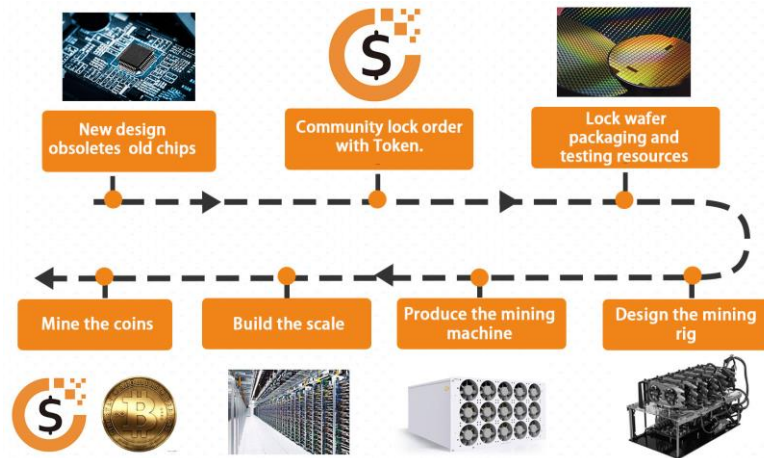 New design
obsoletes old chips
Community lock order
with Token.
Lock wafer
packaging and
testing resources
Mine the coins
Build the scale
Produce the mining
machine
Design the mining
rig